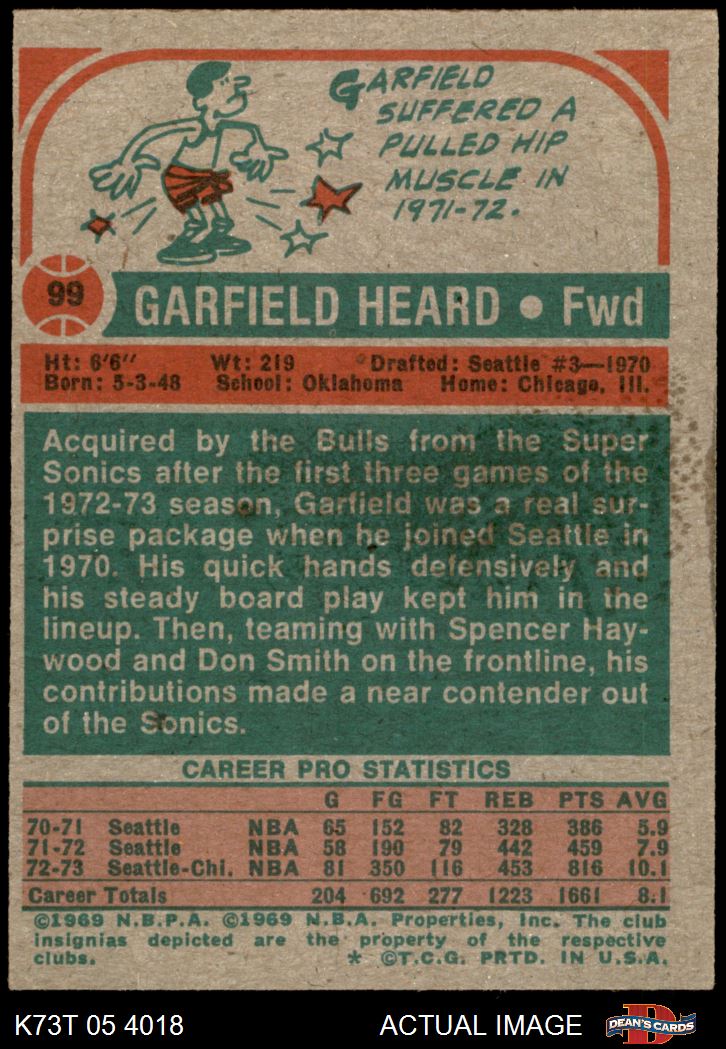 GARFIELD
SUFFERED A
PULLED HIP
MUSCLE IN
1971-72.
99
GARFIELD HEARD • Fwd
Ht: 6'6" Wt: 219 Drafted: Seattle #3—1970
Born: 5-3-48 School: Oklahoma Home: Chicago, Ill.
Acquired by the Bulls from the Super
Sonics after the first three games of the
1972-73 season, Garfield was a real sur-
prise package when he joined Seattle in
1970. His quick hands defensively and
his steady board play kept him in the
lineup. Then, teaming with Spencer Hay-
wood and Don Smith on the frontline, his
contributions made a near contender out
of the Sonics.
CAREER PRO STATISTICS
G FG FT REB PTS AVG
70-71 Seattle NBA 65 152 82 328 386 5.9
71-72 Seattle NBA 58 190 79 442 459 7.9
72-73 Seattle-Chi. NBA 81 350 116 453 816 10.1
Career Totals 204 692 277 1223 1661 8.1
©1969 N.B.P.A. ©1969 N.B.A. Properties, Inc. The club
insignias depicted are the property of the respective
clubs. * ©T.C.G. PRTD. IN U.S.A.
K73T 05 4018 ACTUAL IMAGE DEAN'S CARDS